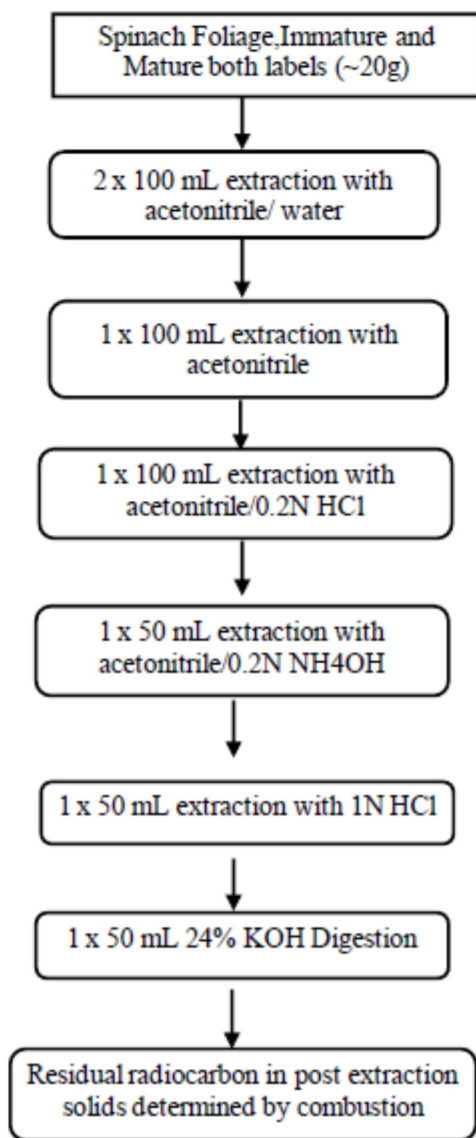 Spinach Foliage,Immature and
Mature both labels (~20g)
2 x 100 mL extraction with
acetonitrile/ water
1 x 100 mL extraction with
acetonitrile
1 x 100 mL extraction with
acetonitrile/0.2N HCl
1 x 50 mL extraction with
acetonitrile/0.2N NH4OH
1 x 50 mL extraction with 1N HCl
1 x 50 mL 24% KOH Digestion
Residual radiocarbon in post extraction
solids determined by combustion